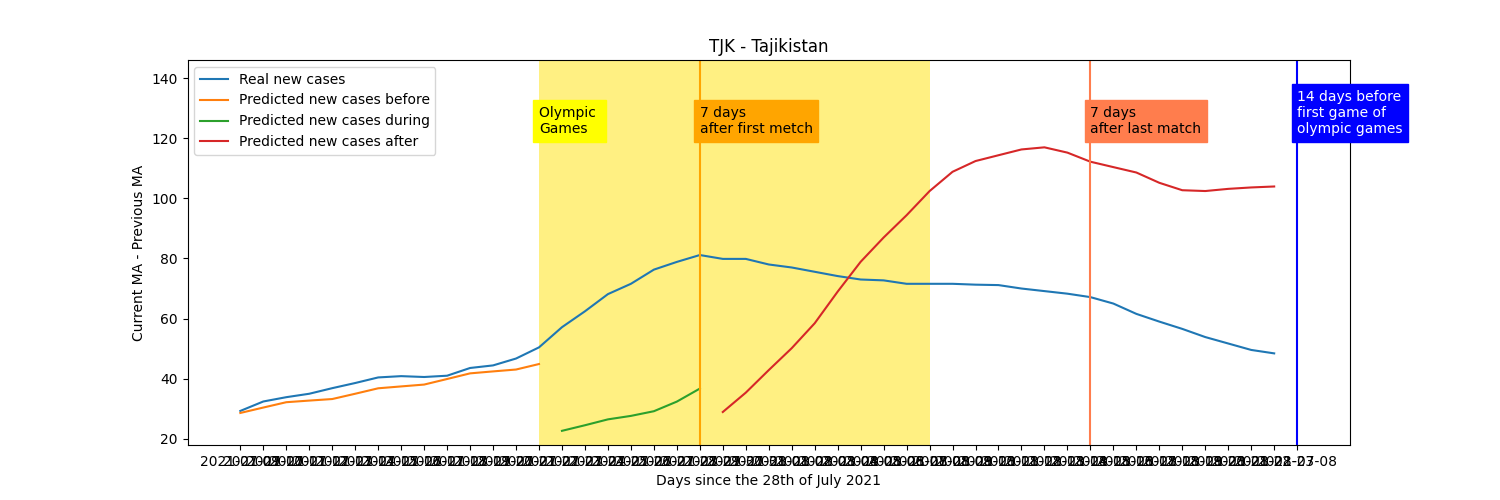 TJK - Tajikistan
Real new cases
Predicted new cases before
Predicted new cases during
Predicted new cases after
Olympic
Games
7 days
after first metch
7 days
after last match
14 days before
first game of
olympic games
Current MA - Previous MA
140
120
100
80
60
40
20
Days since the 28th of July 2021